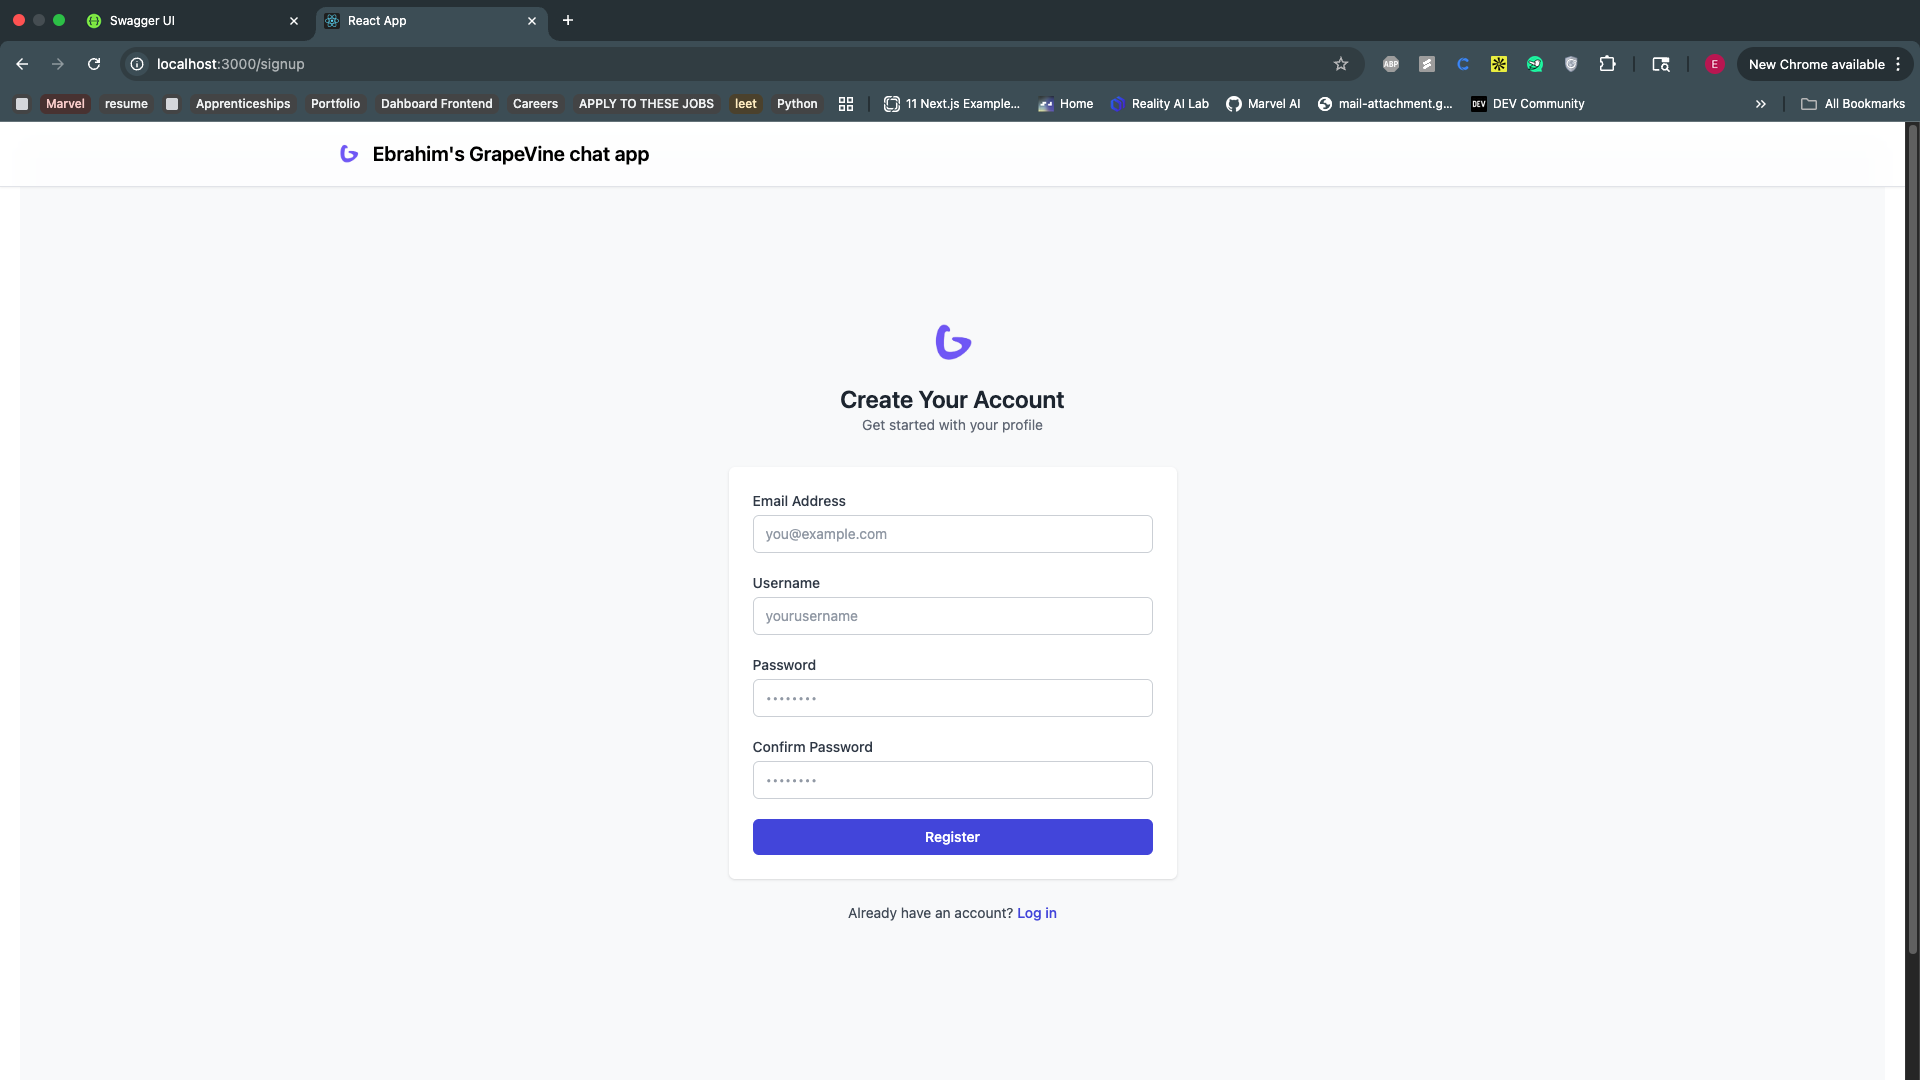 Swagger UI
React App
localhost:3000/signup
ABP
C
E
New Chrome available
Marvel
resume
Apprenticeships
Portfolio
Dahboard Frontend
Careers
APPLY TO THESE JOBS
leet
Python
11 Next.js Example...
Home
Reality AI Lab
Marvel AI
mail-attachment.g...
DEV
DEV Community
All Bookmarks
Ebrahim's GrapeVine chat app
Create Your Account
Get started with your profile
Email Address
you@example.com
Username
yourusername
Password
••••••••
Confirm Password
••••••••
Register
Already have an account? Log in